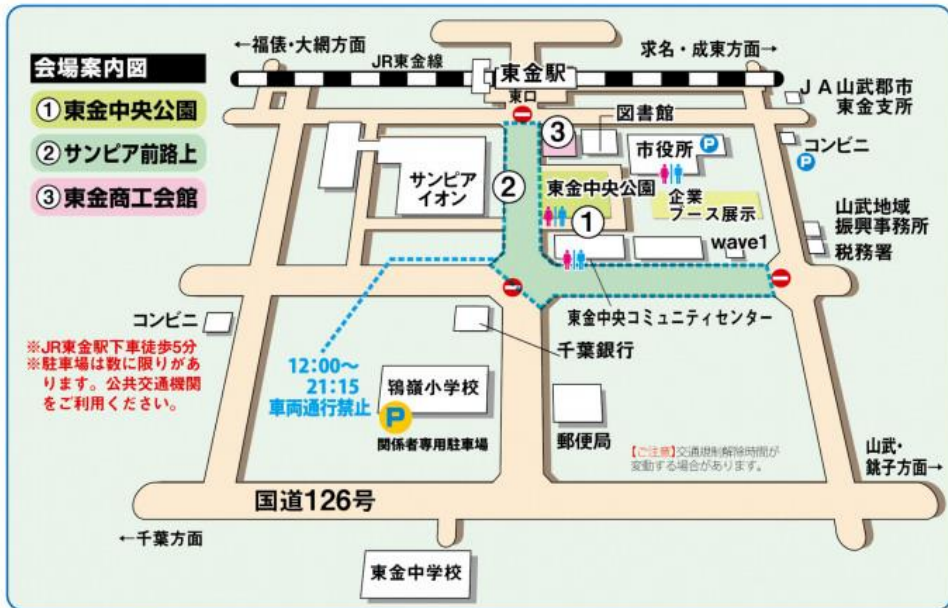 ←福俵・大網方面
求名・成東方面→
JR東金線
東金駅
東口
会場案内図
①東金中央公園
②サンピア前路上
③東金商工会館
JA山武郡市
東金支所
③
図書館
市役所
P
コンビニ
P
サンピア
イオン
②
東金中央公園
①
企業
ブース展示
山武地域
振興事務所
税務署
wave1
東金中央コミュニティセンター
コンビニ
千葉銀行
※JR東金駅下車徒歩5分
※駐車場は数に限りがあ
ります。公共交通機関
をご利用ください。
12:00〜
21:15
車両通行禁止
鴇嶺小学校
P
関係者専用駐車場
郵便局
【ご注意】交通規制解除時間が
変動する場合があります。
山武・
銚子方面→
国道126号
←千葉方面
東金中学校